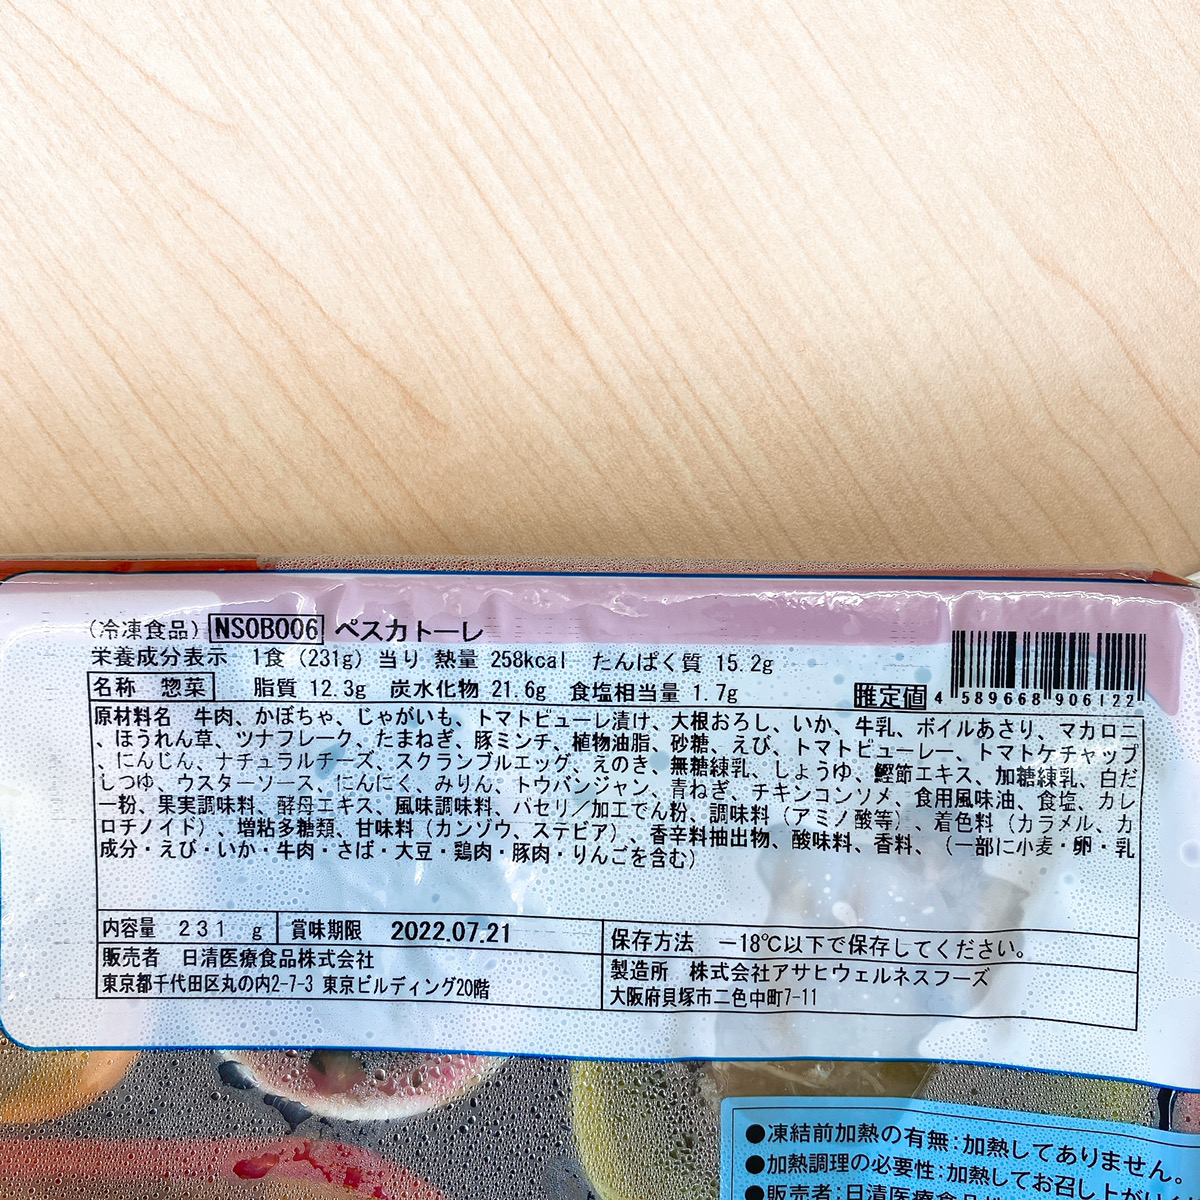 (冷凍食品) NSOB006 ペスカトーレ
栄養成分表示 1食(231g)当り 熱量 258kcal たんぱく質 15.2g
名称 惣菜 脂質 12.3g 炭水化物 21.6g 食塩相当量 1.7g 推定値 4 589668 906122
原材料名 牛肉、かぼちゃ、じゃがいも、トマトピューレ漬け、大根おろし、いか、牛乳、ボイルあさり、マカロニ
、ほうれん草、ツナフレーク、たまねぎ、豚ミンチ、植物油脂、砂糖、えび、トマトピューレー、トマトケチャップ
、にんじん、ナチュラルチーズ、スクランブルエッグ、えのき、無糖練乳、しょうゆ、鰹節エキス、加糖練乳、白だ
しつゆ、ウスターソース、にんにく、みりん、トウバンジャン、青ねぎ、チキンコンソメ、食用風味油、食塩、カレ
ー粉、果実調味料、酵母エキス、風味調味料、パセリ/加工でん粉、調味料(アミノ酸等)、着色料(カラメル、カ
ロチノイド)、増粘多糖類、甘味料(カンゾウ、ステビア)、香辛料抽出物、酸味料、香料、(一部に小麦・卵・乳
成分・えび・いか・牛肉・さば・大豆・鶏肉・豚肉・りんごを含む)
内容量 231 g 賞味期限 2022.07.21
保存方法 -18℃以下で保存してください。
販売者 日清医療食品株式会社
東京都千代田区丸の内2-7-3 東京ビルディング20階
製造所 株式会社アサヒウェルネスフーズ
大阪府貝塚市二色中町7-11
●凍結前加熱の有無:加熱してありません。
●加熱調理の必要性:加熱してお召し上がり
●販売者:日清医療食品